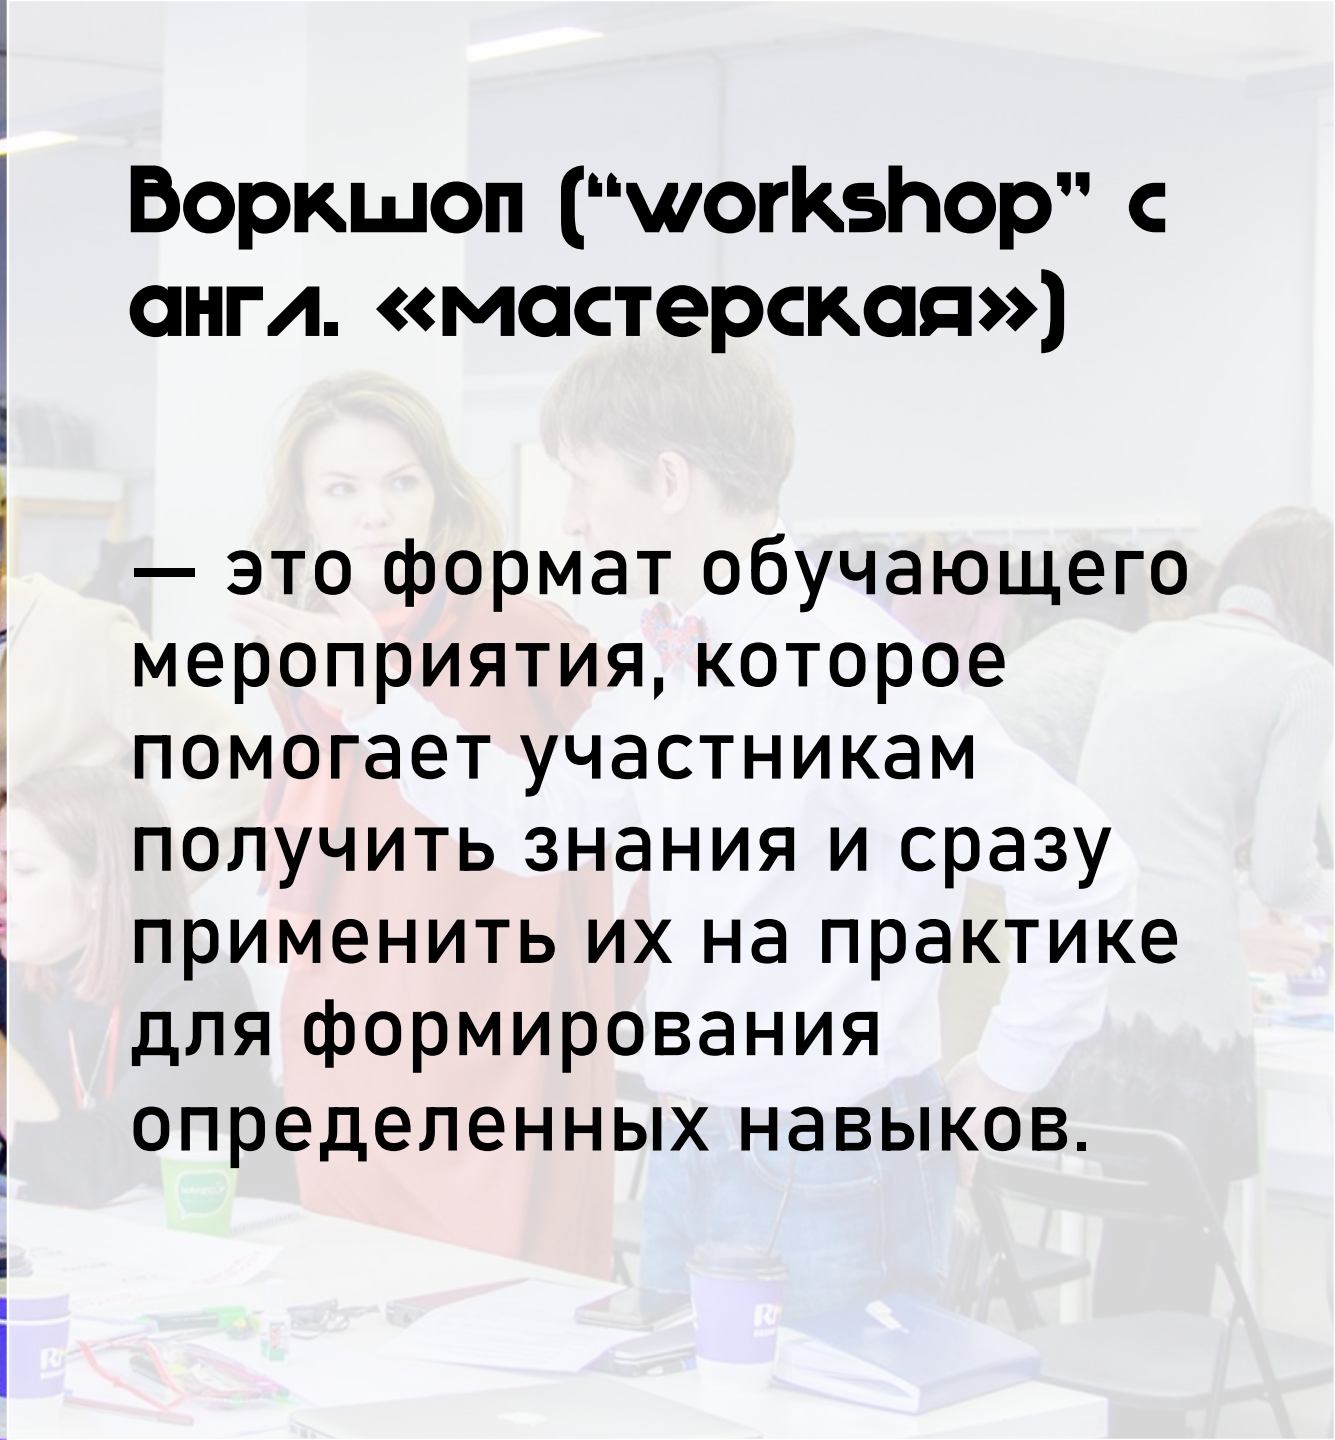 Воркшоп (“workshop” с
англ. «мастерская»)
— это формат обучающего
мероприятия, которое
помогает участникам
получить знания и сразу
применить их на практике
для формирования
определенных навыков.